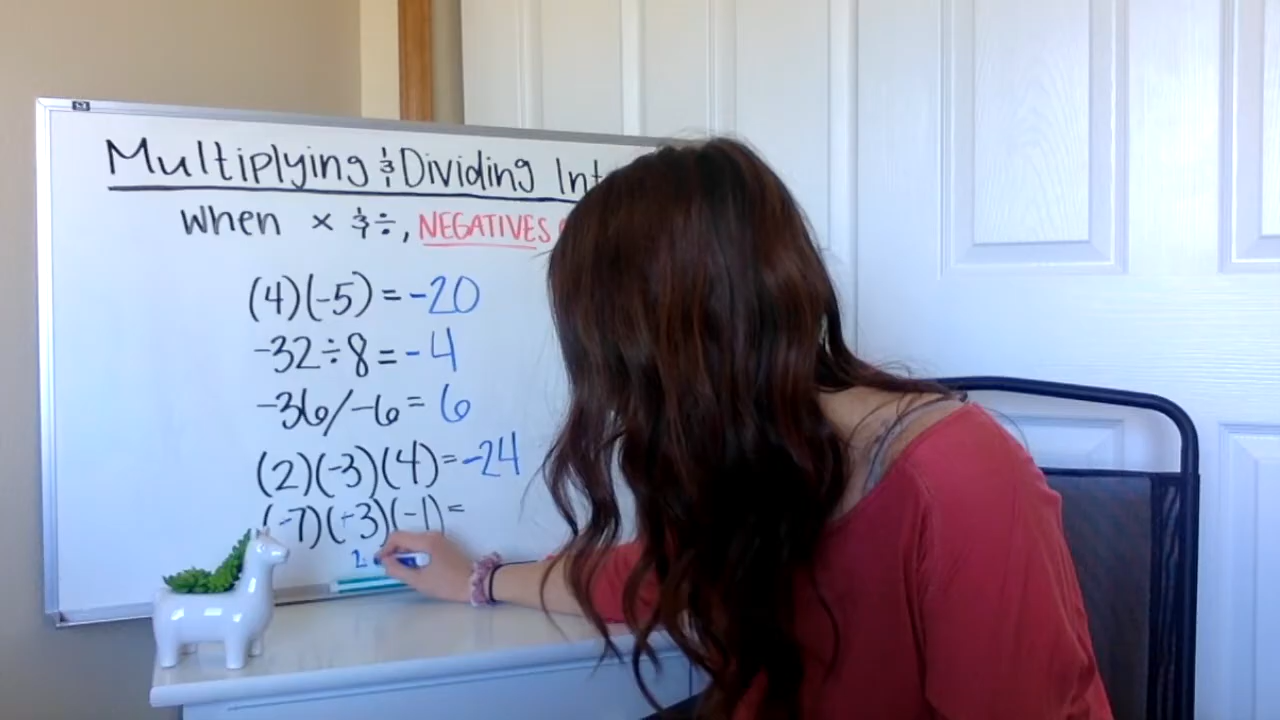 Multiplying & Dividing Int
When × & ÷, NEGATIVES
(4)(-5) = -20
-32 ÷ 8 = -4
-36/-6 = 6
(2)(-3)(4) = -24
(-7)(-3)(-1) =
2